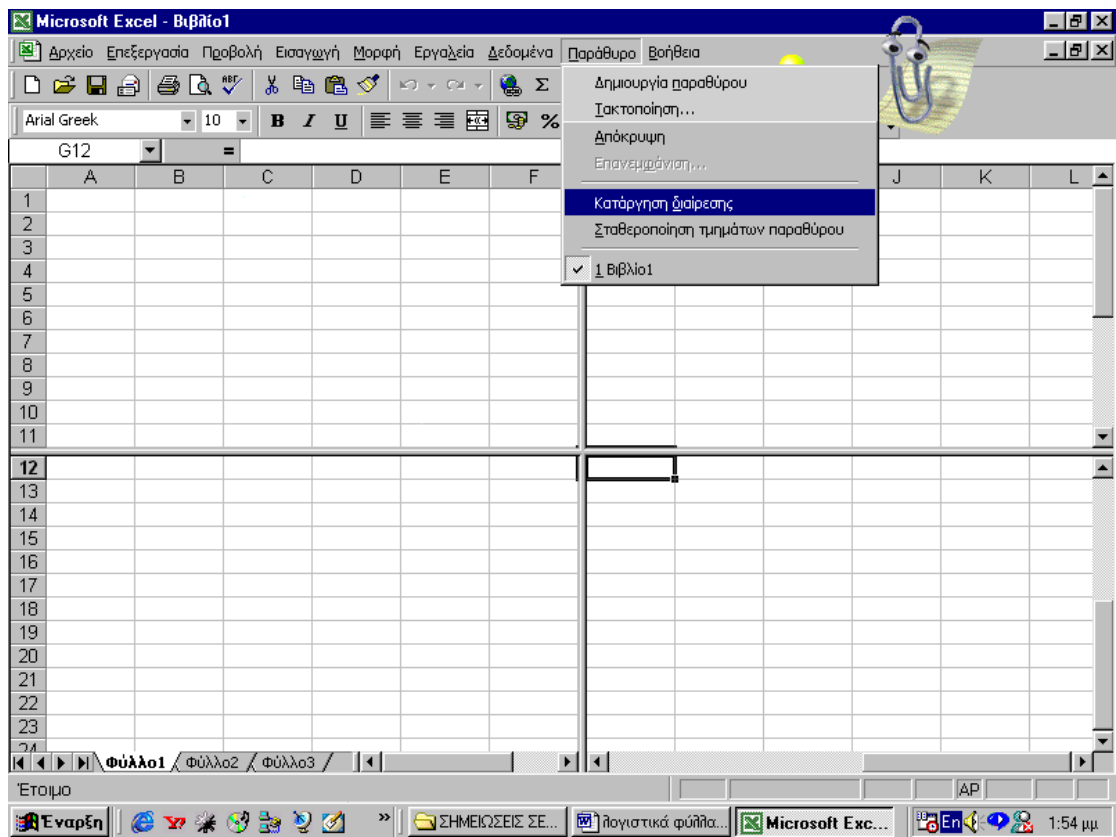 Microsoft Excel - Βιβλίο1
Αρχείο Επεξεργασία Προβολή Εισαγωγή Μορφή Εργαλεία Δεδομένα Παράθυρο Βοήθεια
Δημιουργία παραθύρου
Τακτοποίηση...
Απόκρυψη
Επανεμφάνιση...
Κατάργηση διαίρεσης
Σταθεροποίηση τμημάτων παραθύρου
1 Βιβλίο1
ABC
Σ
Arial Greek 10 B I U %
G12 =
A B C D E F J K L
1
2
3
4
5
6
7
8
9
10
11
12
13
14
15
16
17
18
19
20
21
22
23
24
Φύλλο1 Φύλλο2 Φύλλο3
Έτοιμο AP
Έναρξη » ΣΗΜΕΙΩΣΕΙΣ ΣΕ... λογιστικά φύλλα... Microsoft Exc... En 1:54 μμ